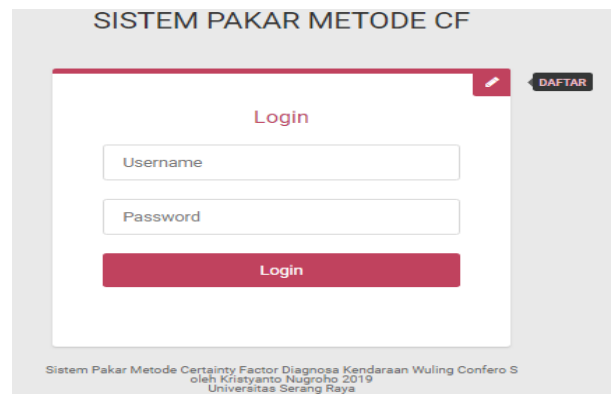 SISTEM PAKAR METODE CF
DAFTAR
Login
Username
Password
Login
Sistem Pakar Metode Certainty Factor Diagnosa Kendaraan Wuling Confero S
oleh Kristyanto Nugroho 2019
Universitas Serang Raya